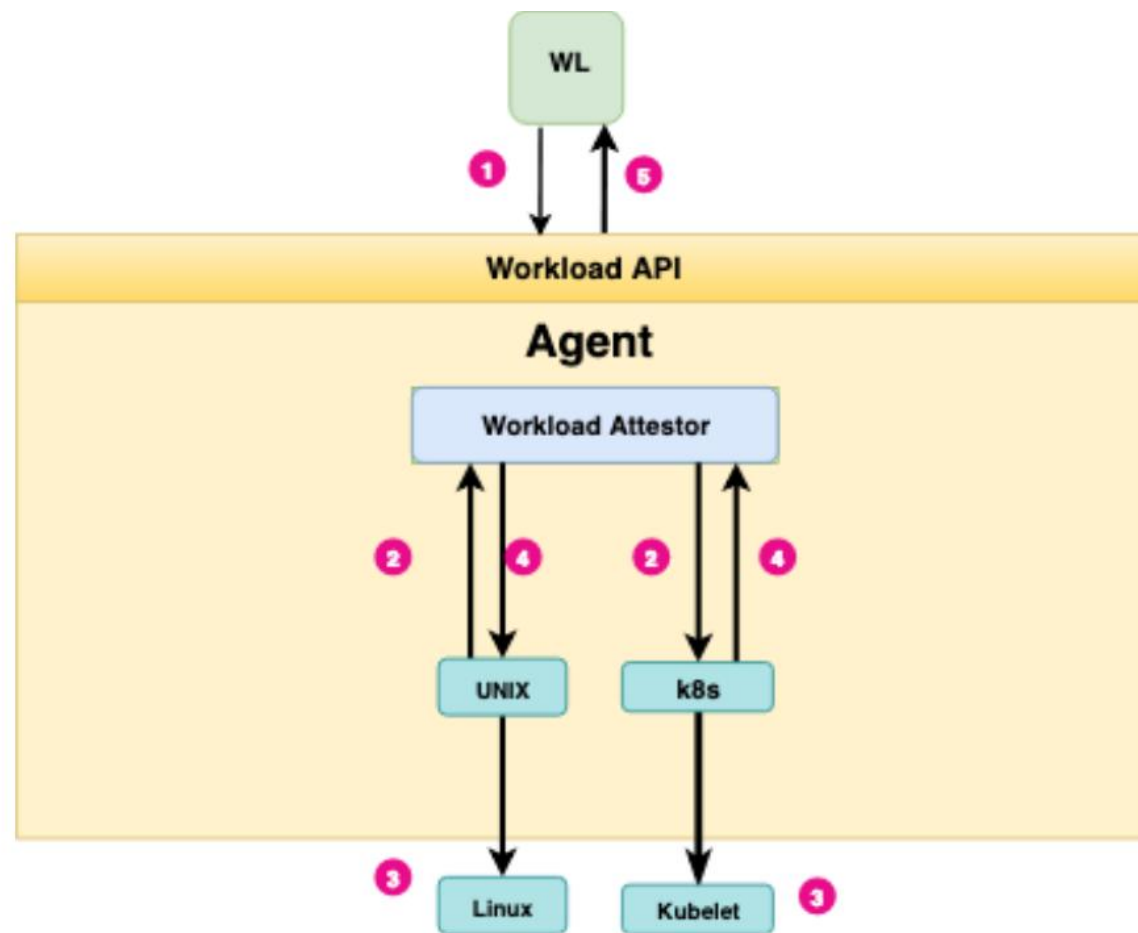 WL
1
5
Workload API
Agent
Workload Attestor
2
4
2
4
UNIX
k8s
3
Linux
Kubelet
3